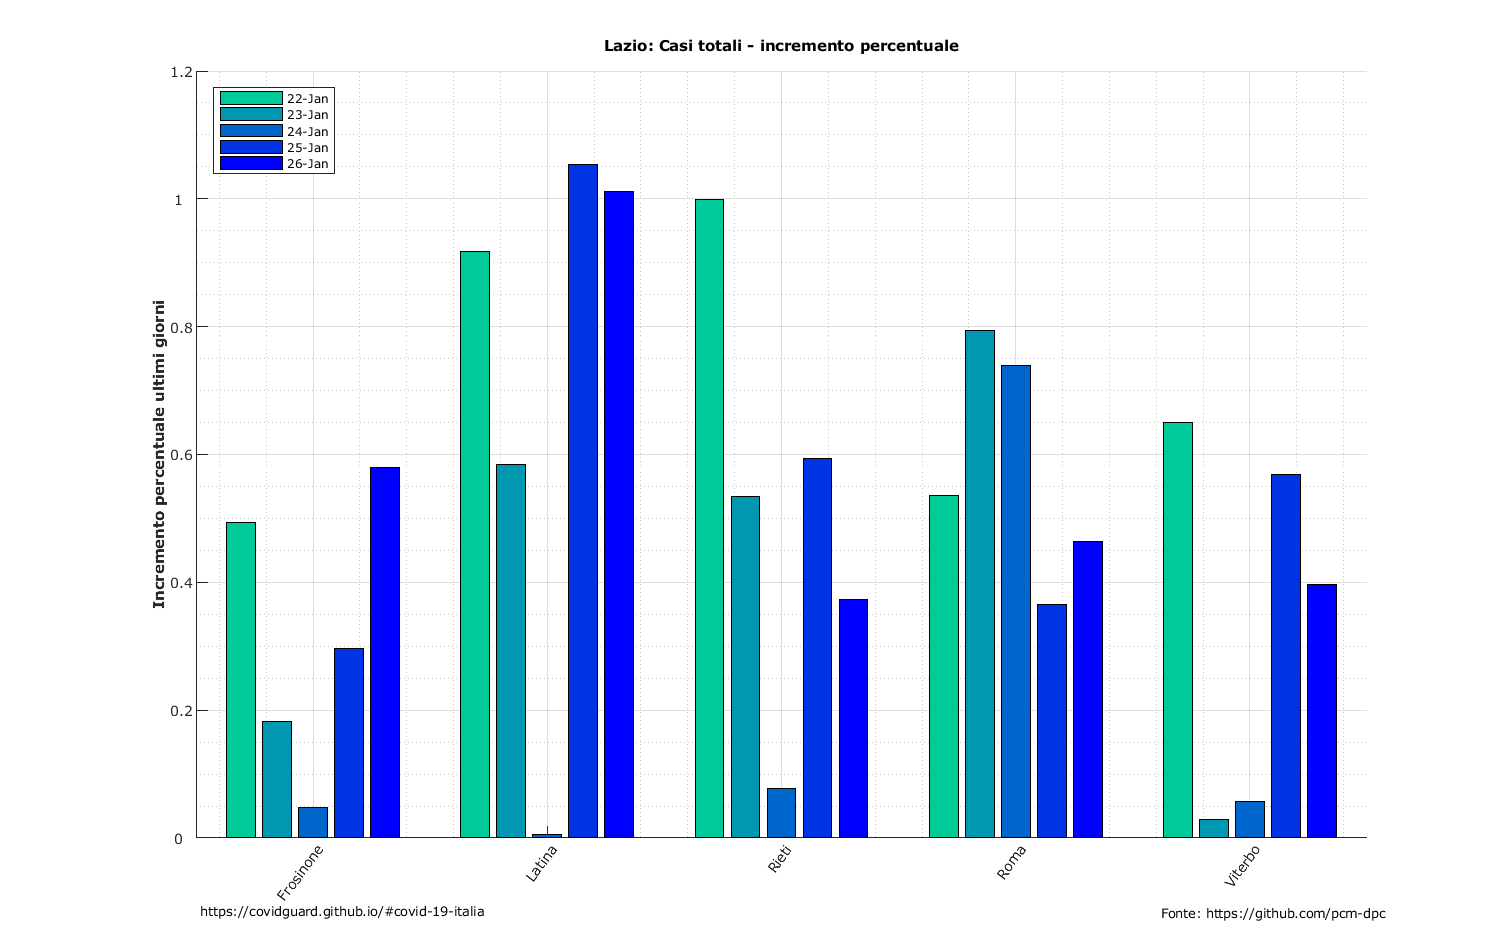 Lazio: Casi totali - incremento percentuale
22-Jan
23-Jan
24-Jan
25-Jan
26-Jan
Incremento percentuale ultimi giorni
1.2
1
0.8
0.6
0.4
0.2
0
Frosinone
Latina
Rieti
Roma
Viterbo
https://covidguard.github.io/#covid-19-italia
Fonte: https://github.com/pcm-dpc